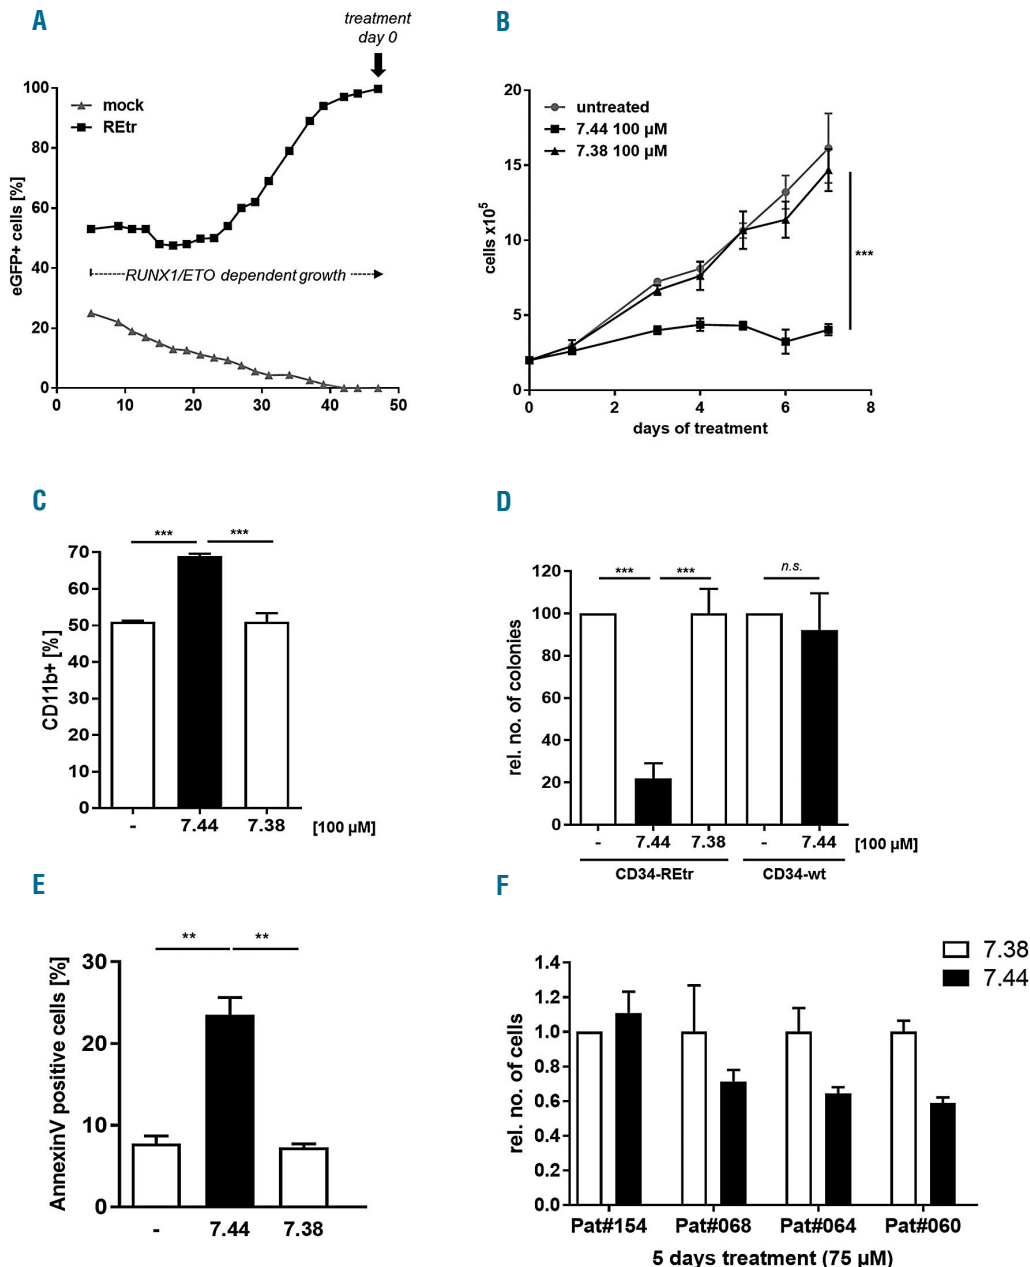 A
treatment
day 0
mock
REtr
eGFP+ cells [%]
100
80
60
40
20
0
RUNX1/ETO dependent growth
0 10 20 30 40 50
B
untreated
7.44 100 µM
7.38 100 µM
cells x10⁵
20
15
10
5
0
***
0 2 4 6 8
days of treatment
C
*** ***
CD11b+ [%]
70
60
50
40
30
20
10
0
- 7.44 7.38 [100 µM]
D
*** *** n.s.
rel. no. of colonies
120
100
80
60
40
20
0
- 7.44 7.38 - 7.44 [100 µM]
CD34-REtr CD34-wt
E
** **
AnnexinV positive cells [%]
30
20
10
0
- 7.44 7.38
F
7.38
7.44
rel. no. of cells
1.4
1.2
1.0
0.8
0.6
0.4
0.2
0.0
Pat#154 Pat#068 Pat#064 Pat#060
5 days treatment (75 µM)